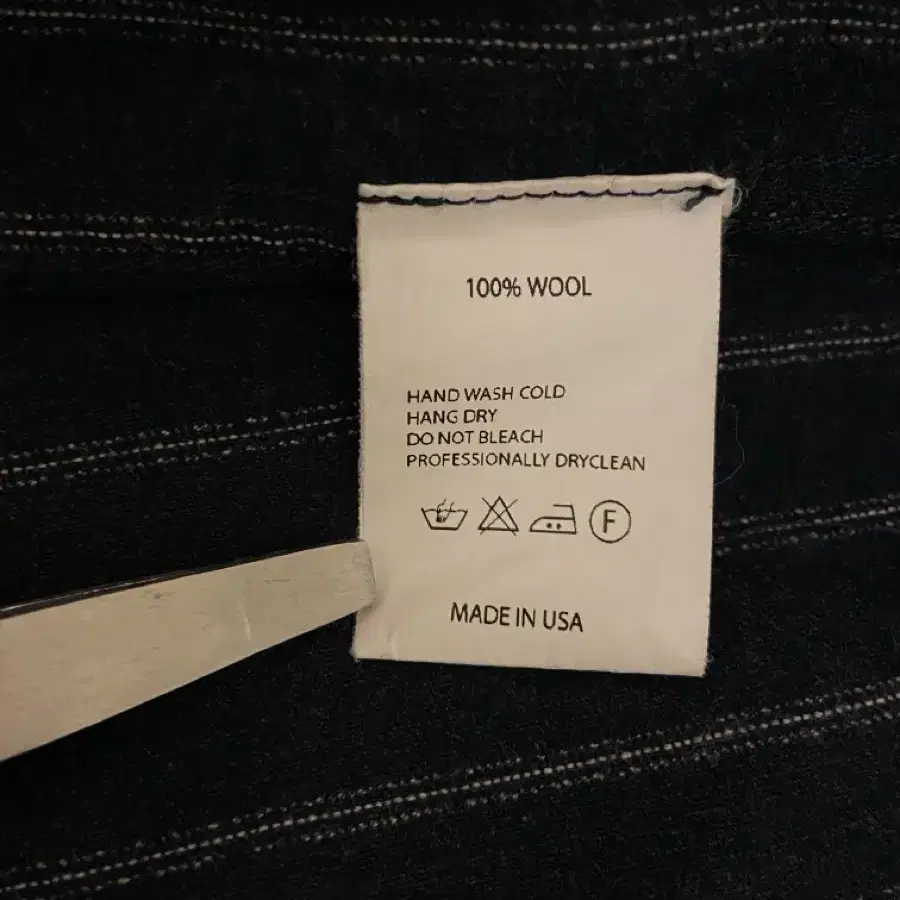 100% WOOL
HAND WASH COLD
HANG DRY
DO NOT BLEACH
PROFESSIONALLY DRYCLEAN
F
MADE IN USA